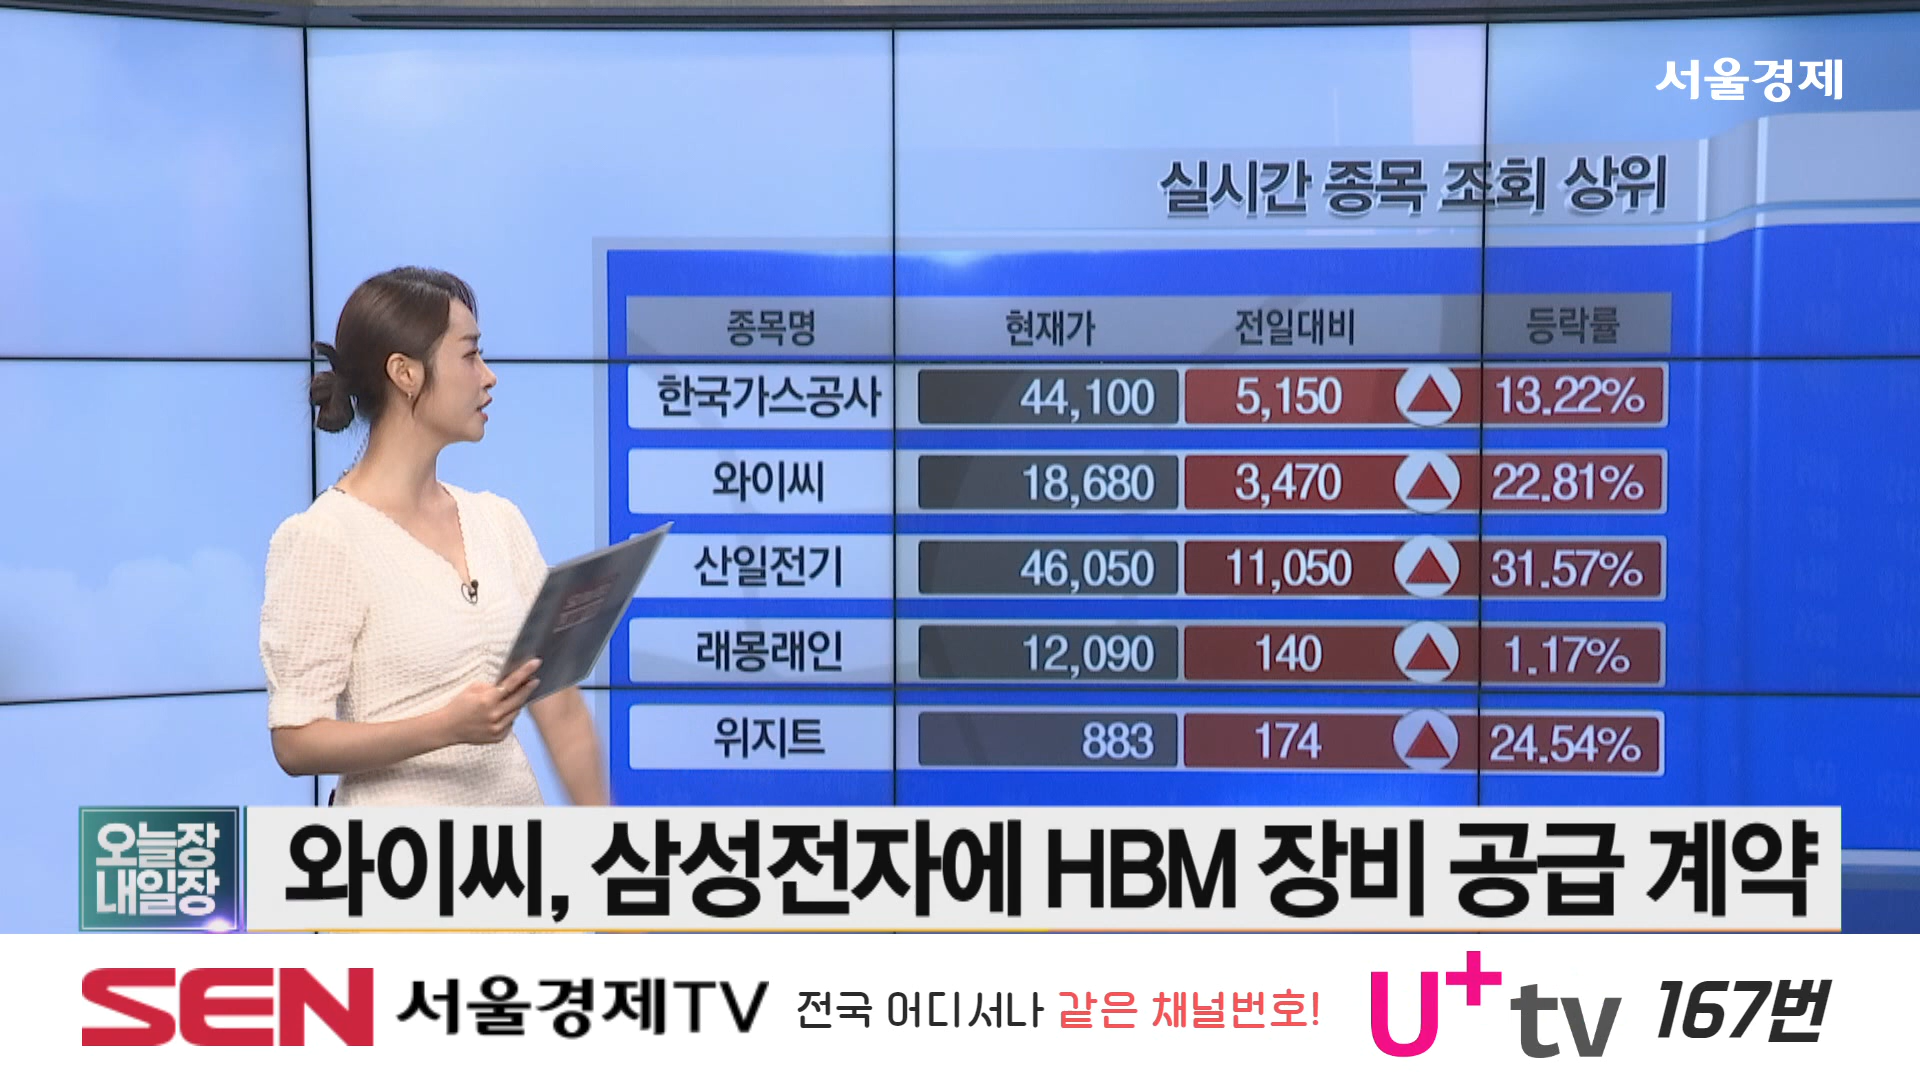 서울경제
실시간 종목 조회 상위
종목명 현재가 전일대비 등락률
한국가스공사 44,100 5,150 ▲ 13.22%
와이씨 18,680 3,470 ▲ 22.81%
산일전기 46,050 11,050 ▲ 31.57%
래몽래인 12,090 140 ▲ 1.17%
위지트 883 174 ▲ 24.54%
오늘장
내일장
와이씨, 삼성전자에 HBM 장비 공급 계약
SEN 서울경제TV 전국 어디서나 같은 채널번호! U+ tv 167번